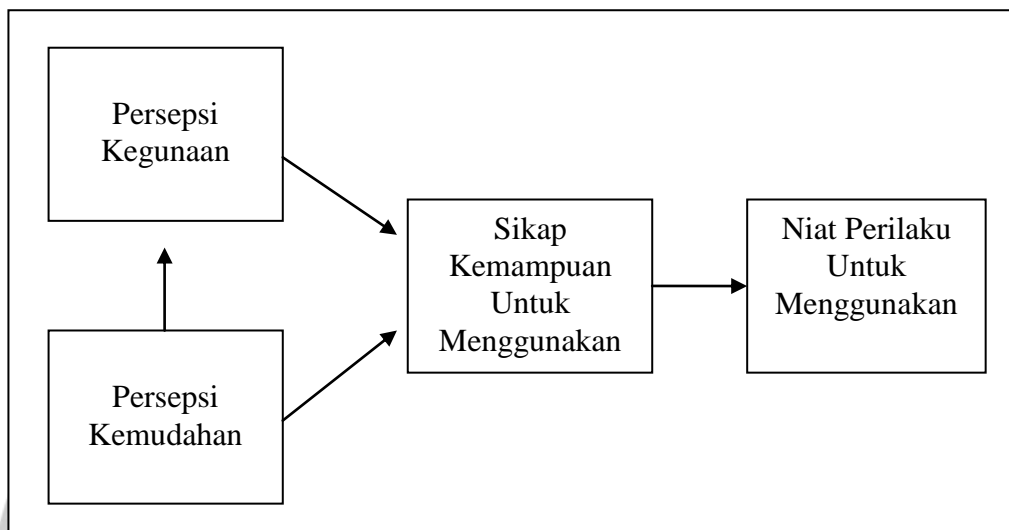 Persepsi
Kegunaan
Sikap
Kemampuan
Untuk
Menggunakan
Niat Perilaku
Untuk
Menggunakan
Persepsi
Kemudahan